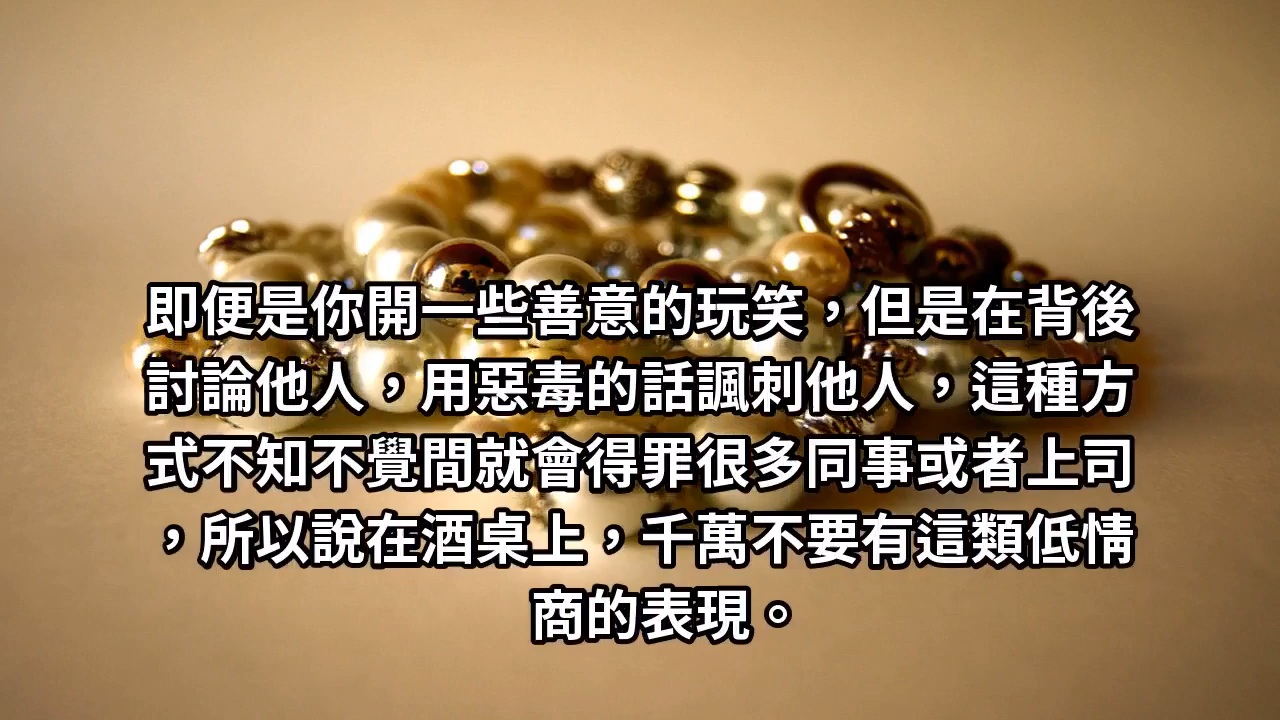 即便是你開一些善意的玩笑，但是在背後
討論他人，用惡毒的話諷刺他人，這種方
式不知不覺間就會得罪很多同事或者上司
，所以說在酒桌上，千萬不要有這類低情
商的表現。